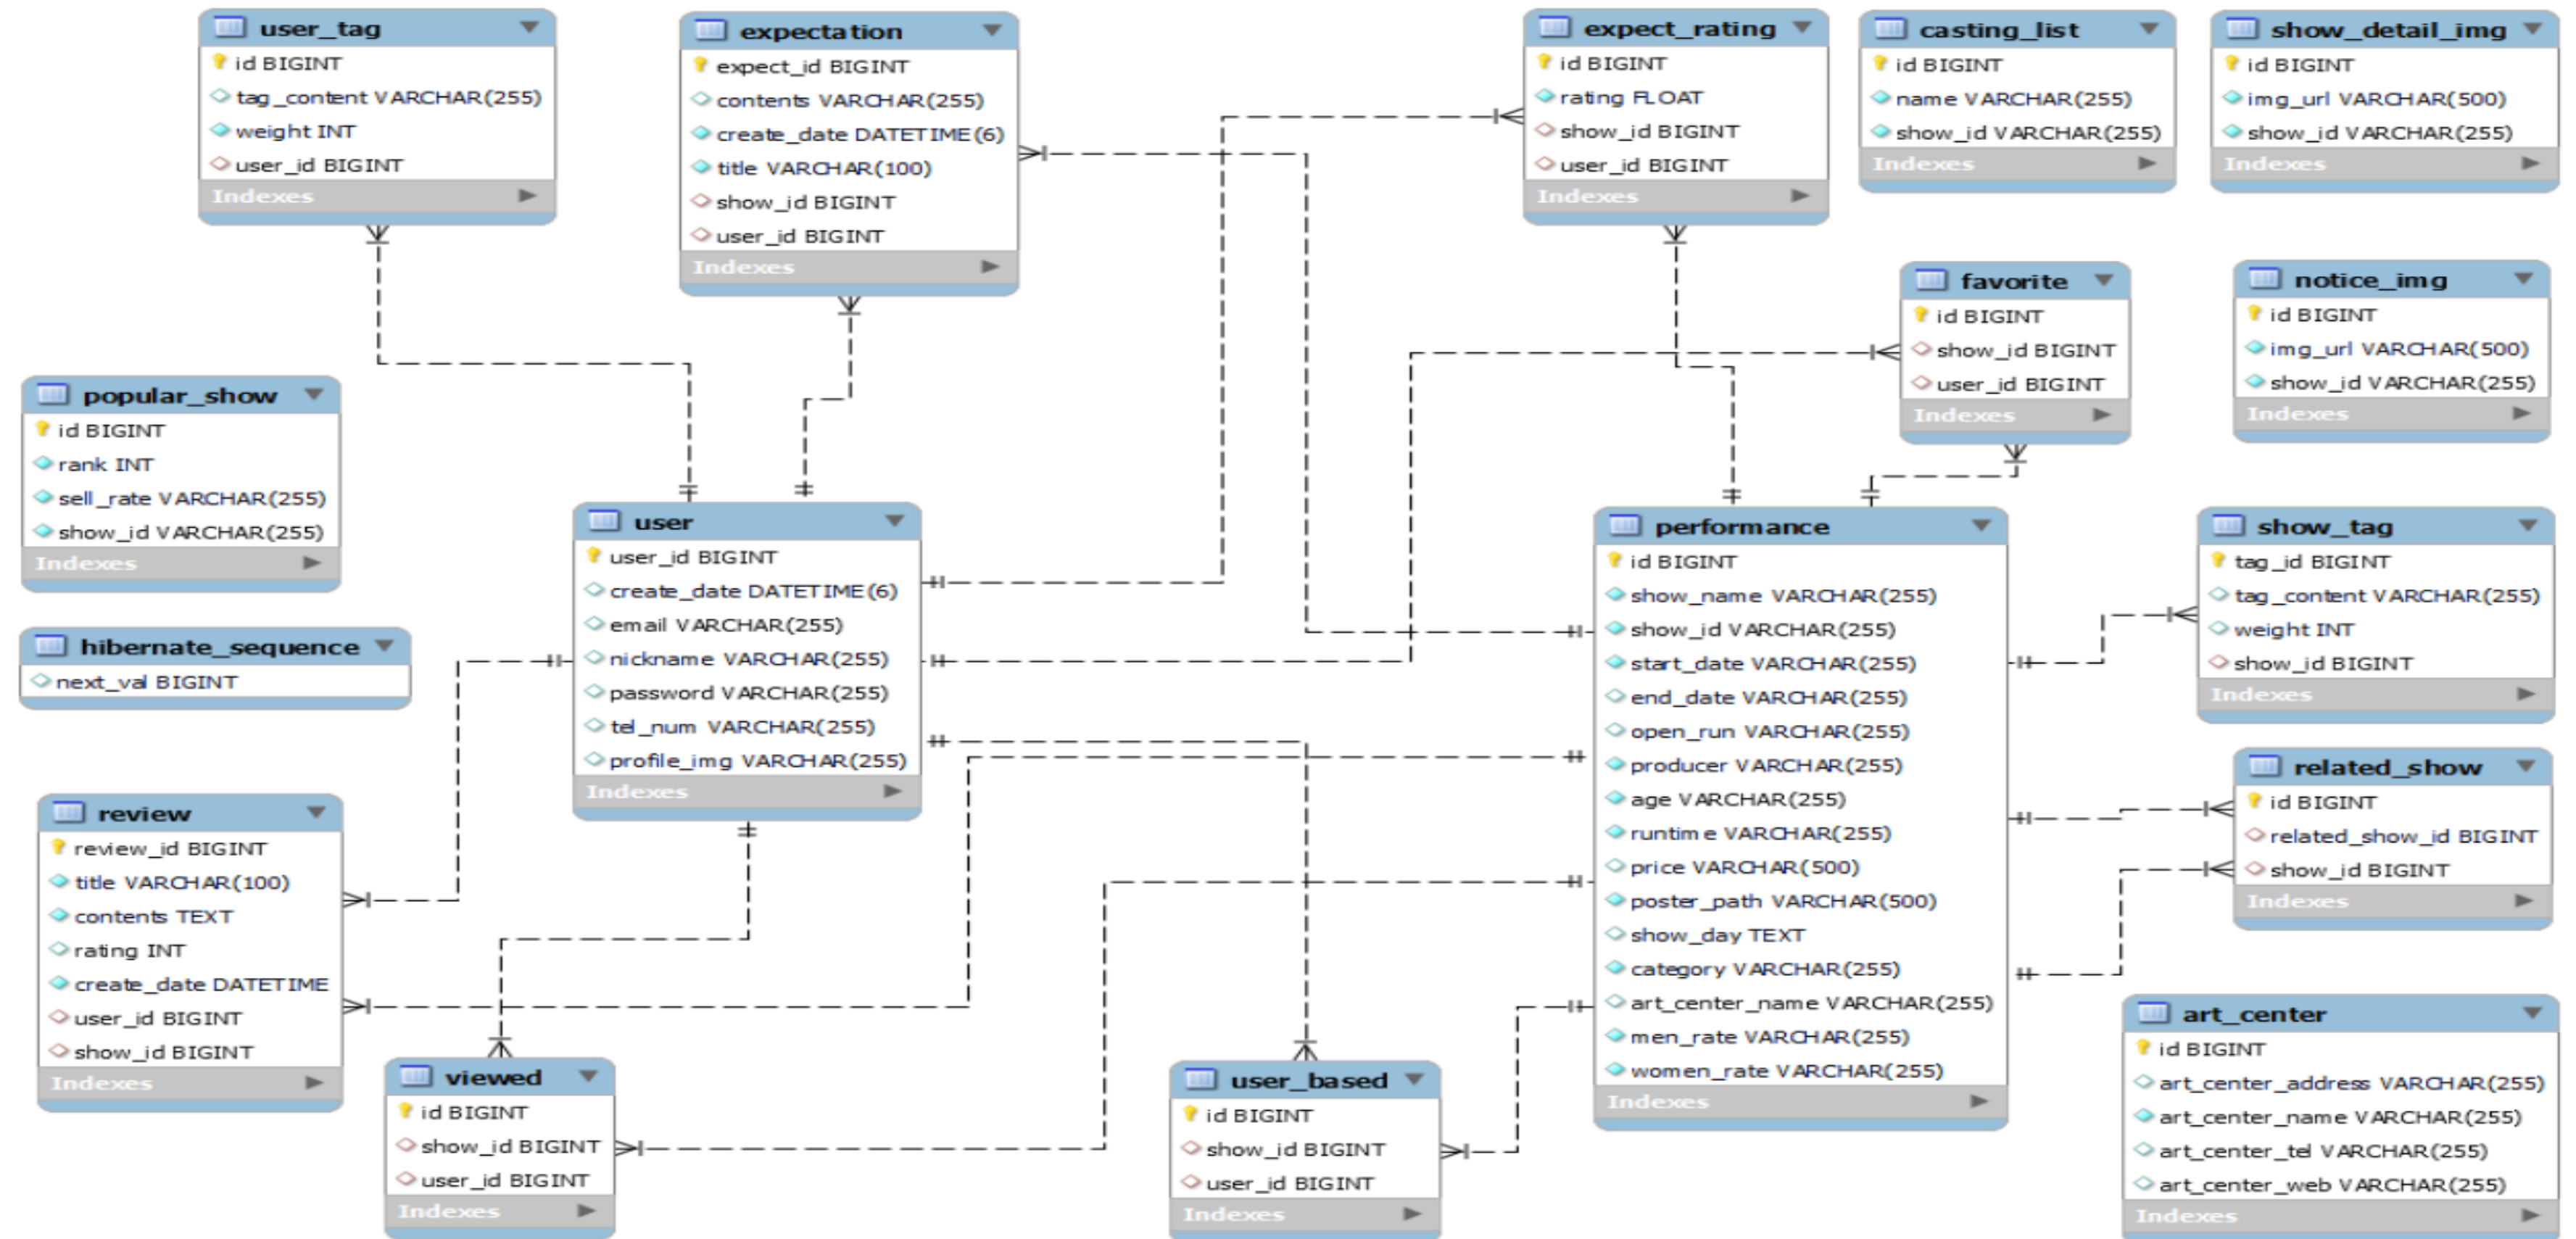 user_tag
id BIGINT
tag_content VARCHAR(255)
weight INT
user_id BIGINT
Indexes
expectation
expect_id BIGINT
contents VARCHAR(255)
create_date DATETIME(6)
title VARCHAR(100)
show_id BIGINT
user_id BIGINT
Indexes
expect_rating
id BIGINT
rating FLOAT
show_id BIGINT
user_id BIGINT
Indexes
casting_list
id BIGINT
name VARCHAR(255)
show_id VARCHAR(255)
Indexes
show_detail_img
id BIGINT
img_url VARCHAR(500)
show_id VARCHAR(255)
Indexes
favorite
id BIGINT
show_id BIGINT
user_id BIGINT
Indexes
notice_img
id BIGINT
img_url VARCHAR(500)
show_id VARCHAR(255)
Indexes
popular_show
id BIGINT
rank INT
sell_rate VARCHAR(255)
show_id VARCHAR(255)
Indexes
user
user_id BIGINT
create_date DATETIME(6)
email VARCHAR(255)
nickname VARCHAR(255)
password VARCHAR(255)
tel_num VARCHAR(255)
profile_img VARCHAR(255)
Indexes
performance
id BIGINT
show_name VARCHAR(255)
show_id VARCHAR(255)
start_date VARCHAR(255)
end_date VARCHAR(255)
open_run VARCHAR(255)
producer VARCHAR(255)
age VARCHAR(255)
runtime VARCHAR(255)
price VARCHAR(500)
poster_path VARCHAR(500)
show_day TEXT
category VARCHAR(255)
art_center_name VARCHAR(255)
men_rate VARCHAR(255)
women_rate VARCHAR(255)
Indexes
show_tag
tag_id BIGINT
tag_content VARCHAR(255)
weight INT
show_id BIGINT
Indexes
hibernate_sequence
next_val BIGINT
related_show
id BIGINT
related_show_id BIGINT
show_id BIGINT
Indexes
review
review_id BIGINT
title VARCHAR(100)
contents TEXT
rating INT
create_date DATETIME
user_id BIGINT
show_id BIGINT
Indexes
viewed
id BIGINT
show_id BIGINT
user_id BIGINT
Indexes
user_based
id BIGINT
show_id BIGINT
user_id BIGINT
Indexes
art_center
id BIGINT
art_center_address VARCHAR(255)
art_center_name VARCHAR(255)
art_center_tel VARCHAR(255)
art_center_web VARCHAR(255)
Indexes